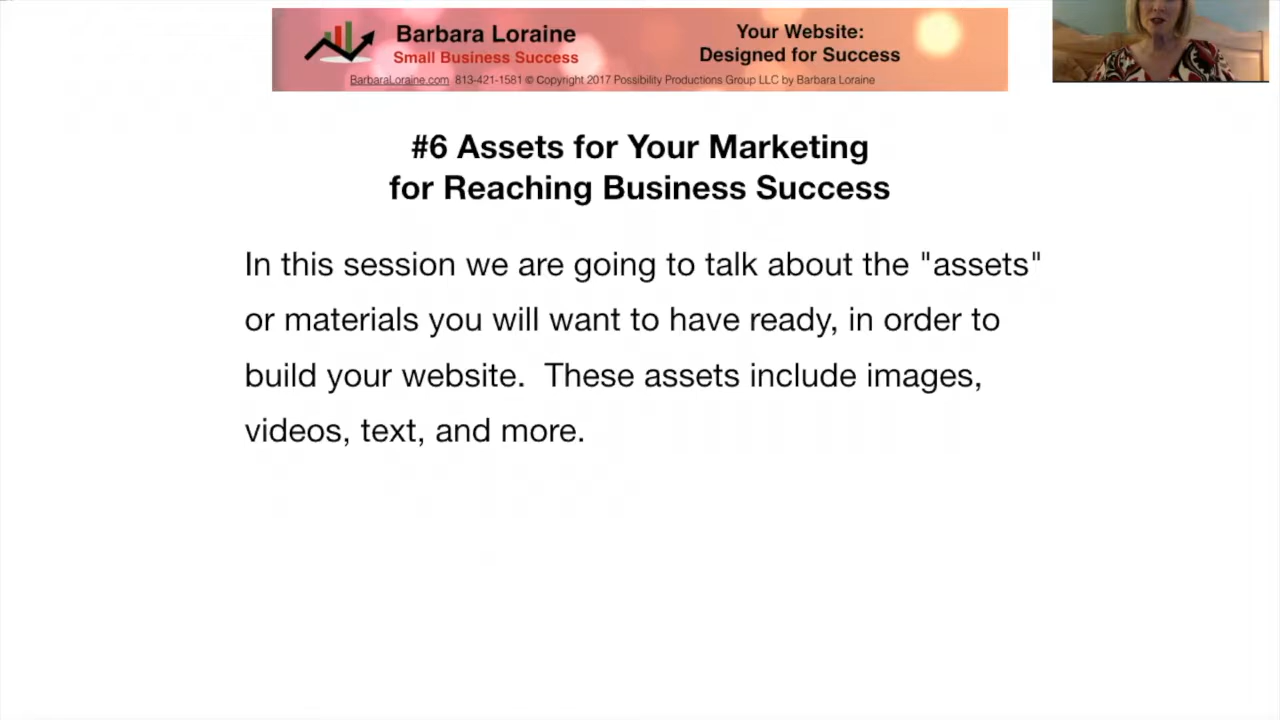 Barbara Loraine
Small Business Success
Your Website:
Designed for Success
BarbaraLoraine.com 813-421-1581 © Copyright 2017 Possibility Productions Group LLC by Barbara Loraine
#6 Assets for Your Marketing
for Reaching Business Success
In this session we are going to talk about the "assets"
or materials you will want to have ready, in order to
build your website.  These assets include images,
videos, text, and more.